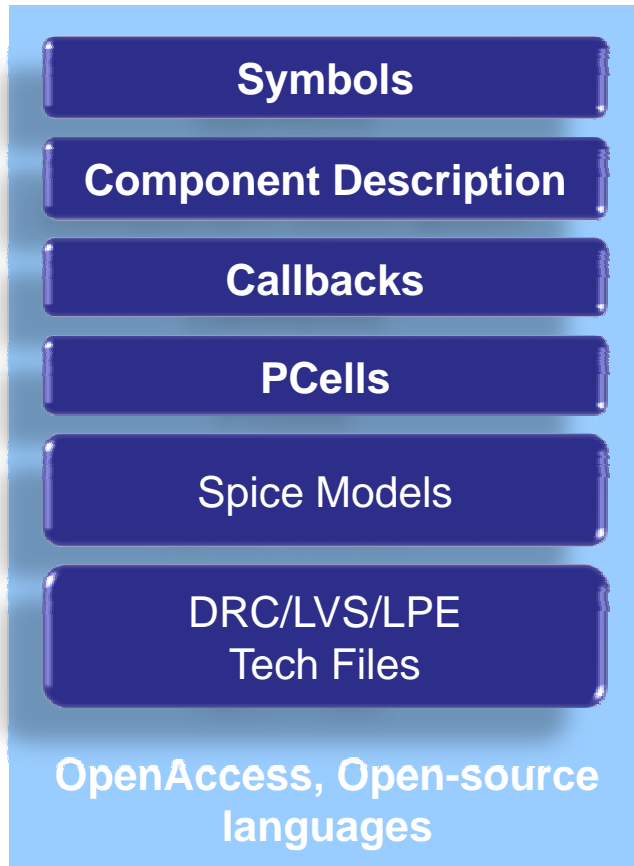 Symbols
Component Description
Callbacks
PCells
Spice Models
DRC/LVS/LPE
Tech Files
OpenAccess, Open-source
languages